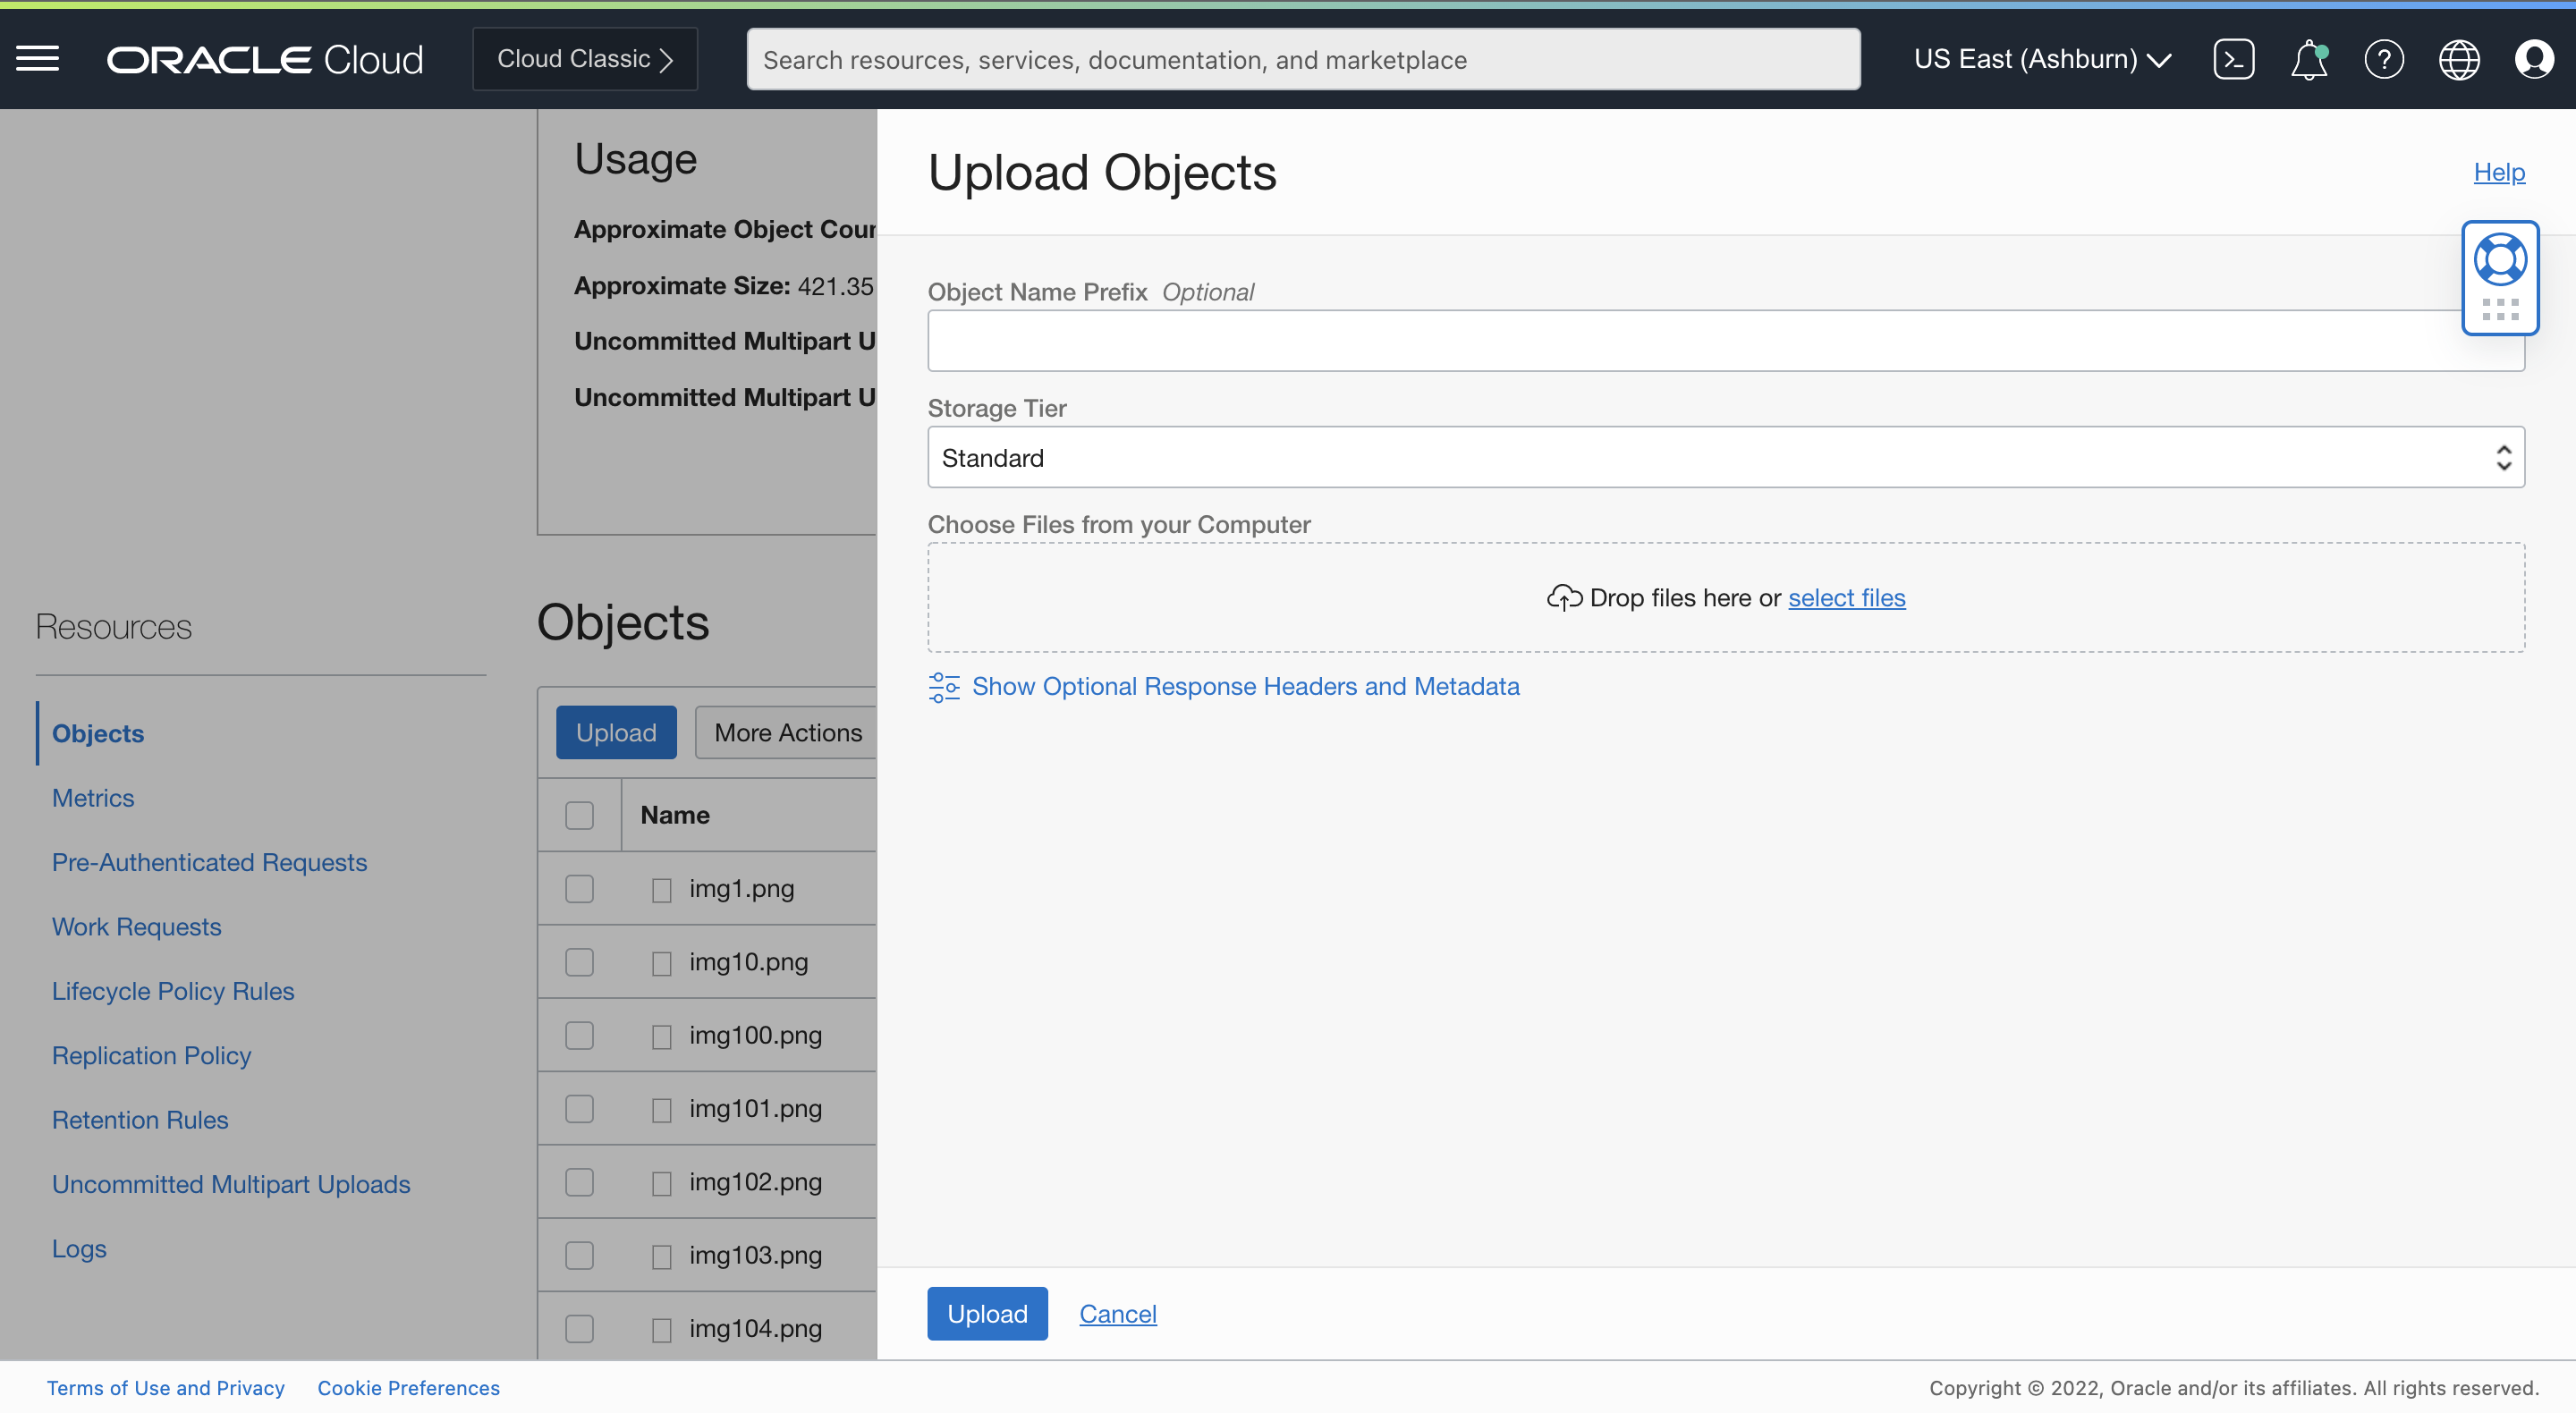 ORACLE Cloud
Cloud Classic
Search resources, services, documentation, and marketplace
US East (Ashburn)
Usage
Approximate Object Coun
Approximate Size: 421.35
Uncommitted Multipart U
Uncommitted Multipart U
Resources
Objects
Metrics
Pre-Authenticated Requests
Work Requests
Lifecycle Policy Rules
Replication Policy
Retention Rules
Uncommitted Multipart Uploads
Logs
Objects
Upload
More Actions
Name
img1.png
img10.png
img100.png
img101.png
img102.png
img103.png
img104.png
Upload Objects
Help
Object Name Prefix Optional
Storage Tier
Standard
Choose Files from your Computer
Drop files here or select files
Show Optional Response Headers and Metadata
Upload
Cancel
Terms of Use and Privacy
Cookie Preferences
Copyright © 2022, Oracle and/or its affiliates. All rights reserved.